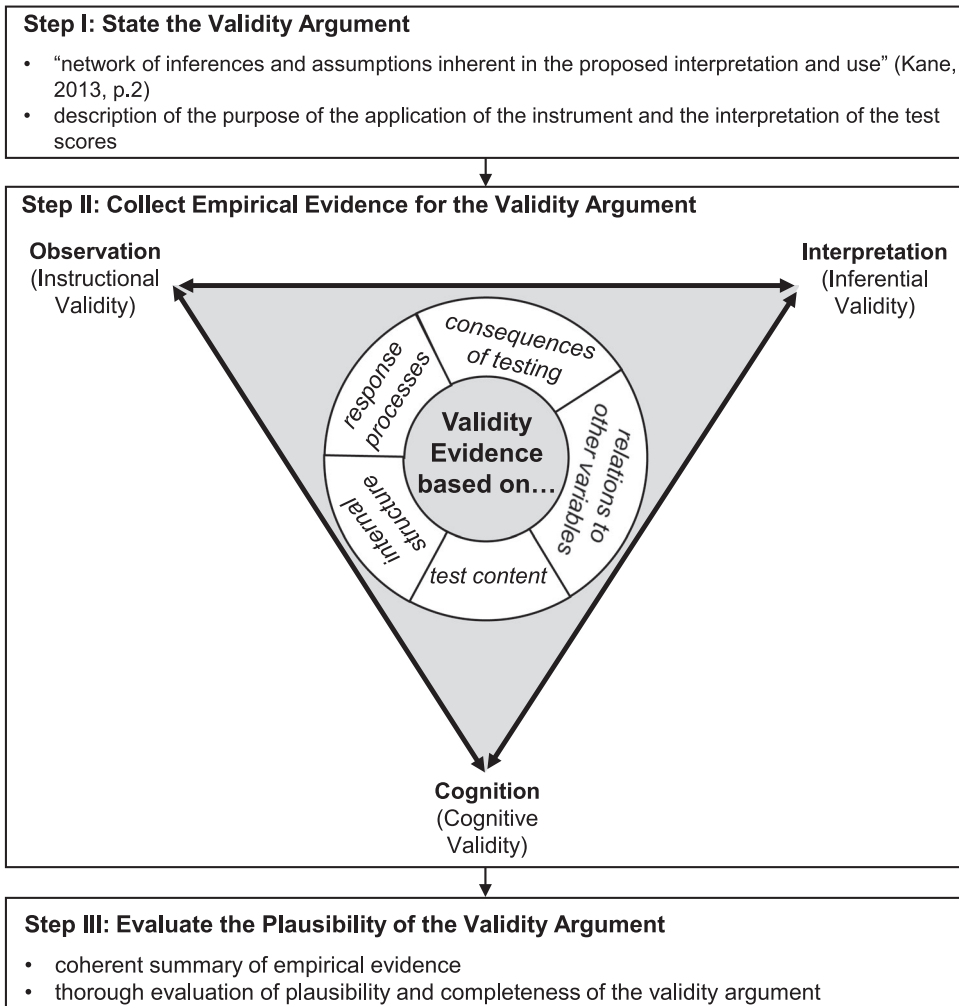 Step I: State the Validity Argument
• “network of inferences and assumptions inherent in the proposed interpretation and use” (Kane,
2013, p.2)
• description of the purpose of the application of the instrument and the interpretation of the test
scores
Step II: Collect Empirical Evidence for the Validity Argument
Observation
(Instructional
Validity)
Interpretation
(Inferential
Validity)
consequences
of testing
response
processes
relations to
other variables
internal
structure
test content
Validity
Evidence
based on…
Cognition
(Cognitive
Validity)
Step III: Evaluate the Plausibility of the Validity Argument
• coherent summary of empirical evidence
• thorough evaluation of plausibility and completeness of the validity argument